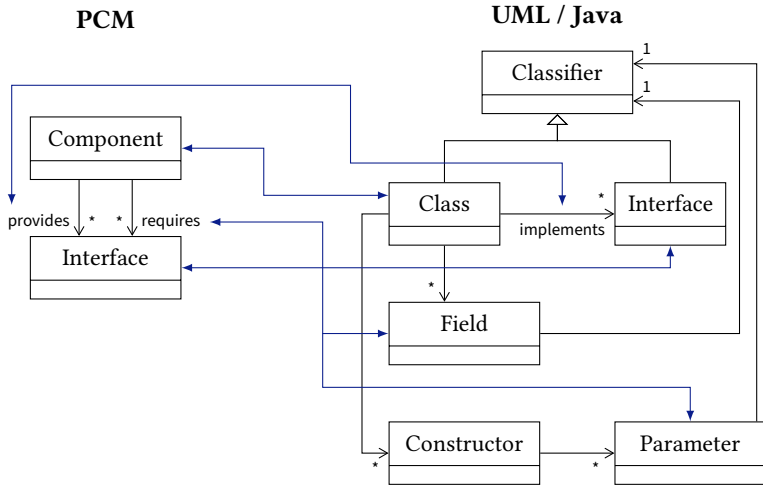 PCM
UML / Java
Classifier
1
1
Component
provides
*
*
requires
Interface
Class
implements
*
Interface
*
Field
Constructor
*
Parameter
*